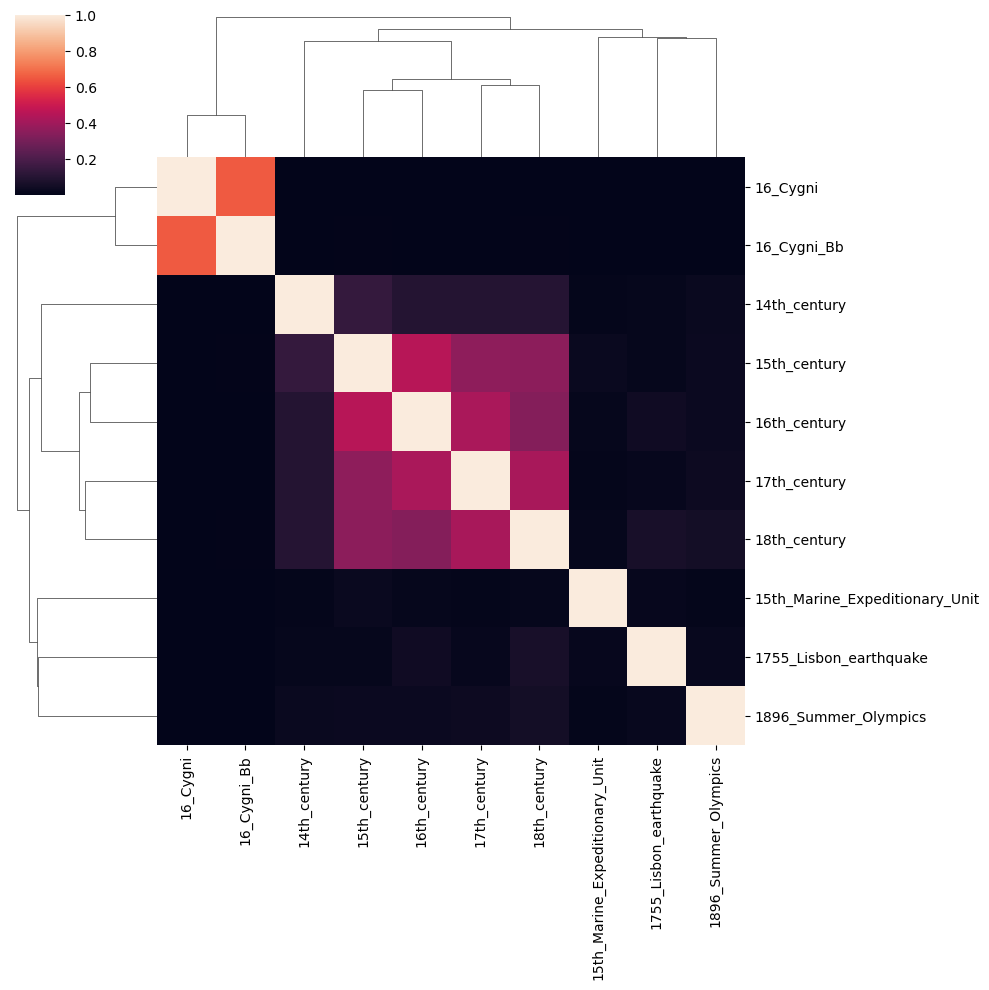 1.0
0.8
0.6
0.4
0.2
16_Cygni
16_Cygni_Bb
14th_century
15th_century
16th_century
17th_century
18th_century
15th_Marine_Expeditionary_Unit
1755_Lisbon_earthquake
1896_Summer_Olympics
16_Cygni
16_Cygni_Bb
14th_century
15th_century
16th_century
17th_century
18th_century
15th_Marine_Expeditionary_Unit
1755_Lisbon_earthquake
1896_Summer_Olympics